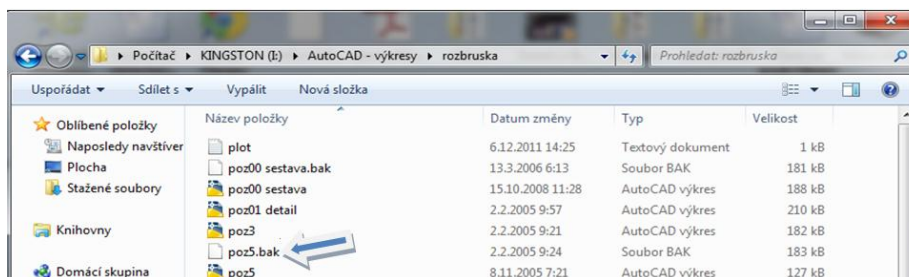 Počítač ▸ KINGSTON (I:) ▸ AutoCAD - výkresy ▸ rozbruska Prohledat: rozbruska
Uspořádat Sdílet s Vypálit Nová složka
Název položky Datum změny Typ Velikost
Oblíbené položky
Naposledy navštíver plot 6.12.2011 14:25 Textový dokument 1 kB
Plocha poz00 sestava.bak 13.3.2006 6:13 Soubor BAK 181 kB
Stažené soubory poz00 sestava 15.10.2008 11:28 AutoCAD výkres 188 kB
poz01 detail 2.2.2005 9:57 AutoCAD výkres 210 kB
Knihovny poz3 2.2.2005 9:21 AutoCAD výkres 182 kB
poz5.bak 2.2.2005 9:24 Soubor BAK 183 kB
Domácí skupina poz5 8.11.2005 7:21 AutoCAD výkres 127 kB